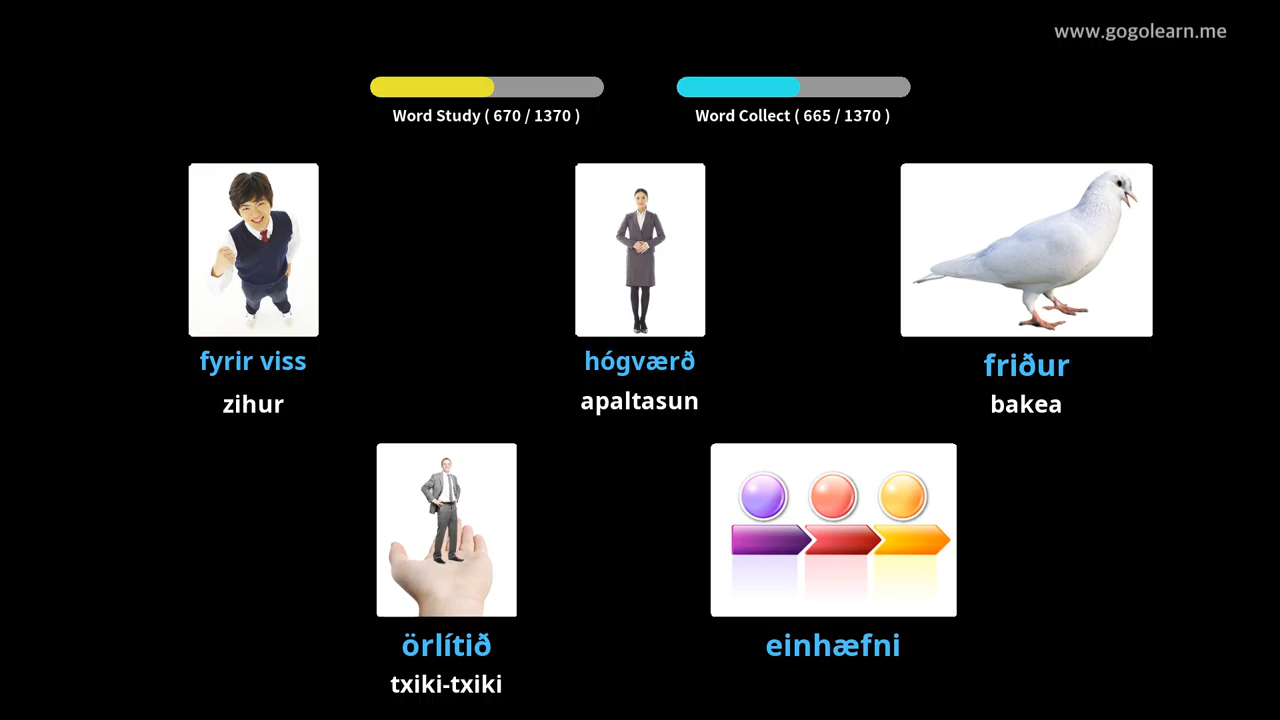 www.gogolearn.me
Word Study ( 670 / 1370 )
Word Collect ( 665 / 1370 )
fyrir viss
hógværð
friður
zihur
apaltasun
bakea
örlítið
einhæfni
txiki-txiki